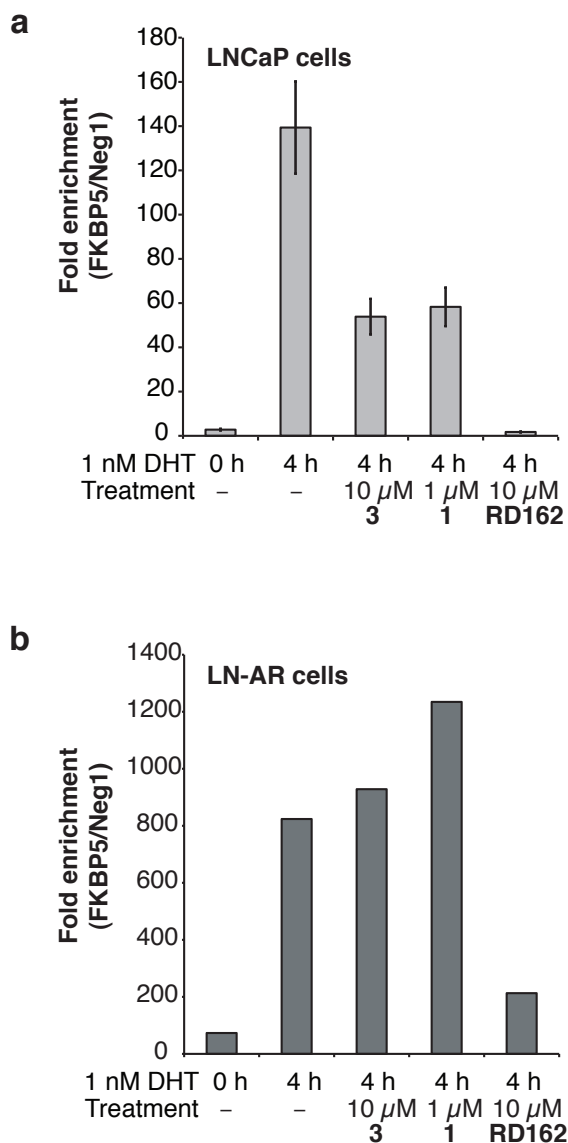 a
LNCaP cells
Fold enrichment
(FKBP5/Neg1)
180
160
140
120
100
80
60
40
20
0
1 nM DHT 0 h 4 h 4 h 4 h 4 h
Treatment – – 10 µM 1 µM 10 µM
3 1 RD162
b
LN-AR cells
Fold enrichment
(FKBP5/Neg1)
1400
1200
1000
800
600
400
200
0
1 nM DHT 0 h 4 h 4 h 4 h 4 h
Treatment – – 10 µM 1 µM 10 µM
3 1 RD162